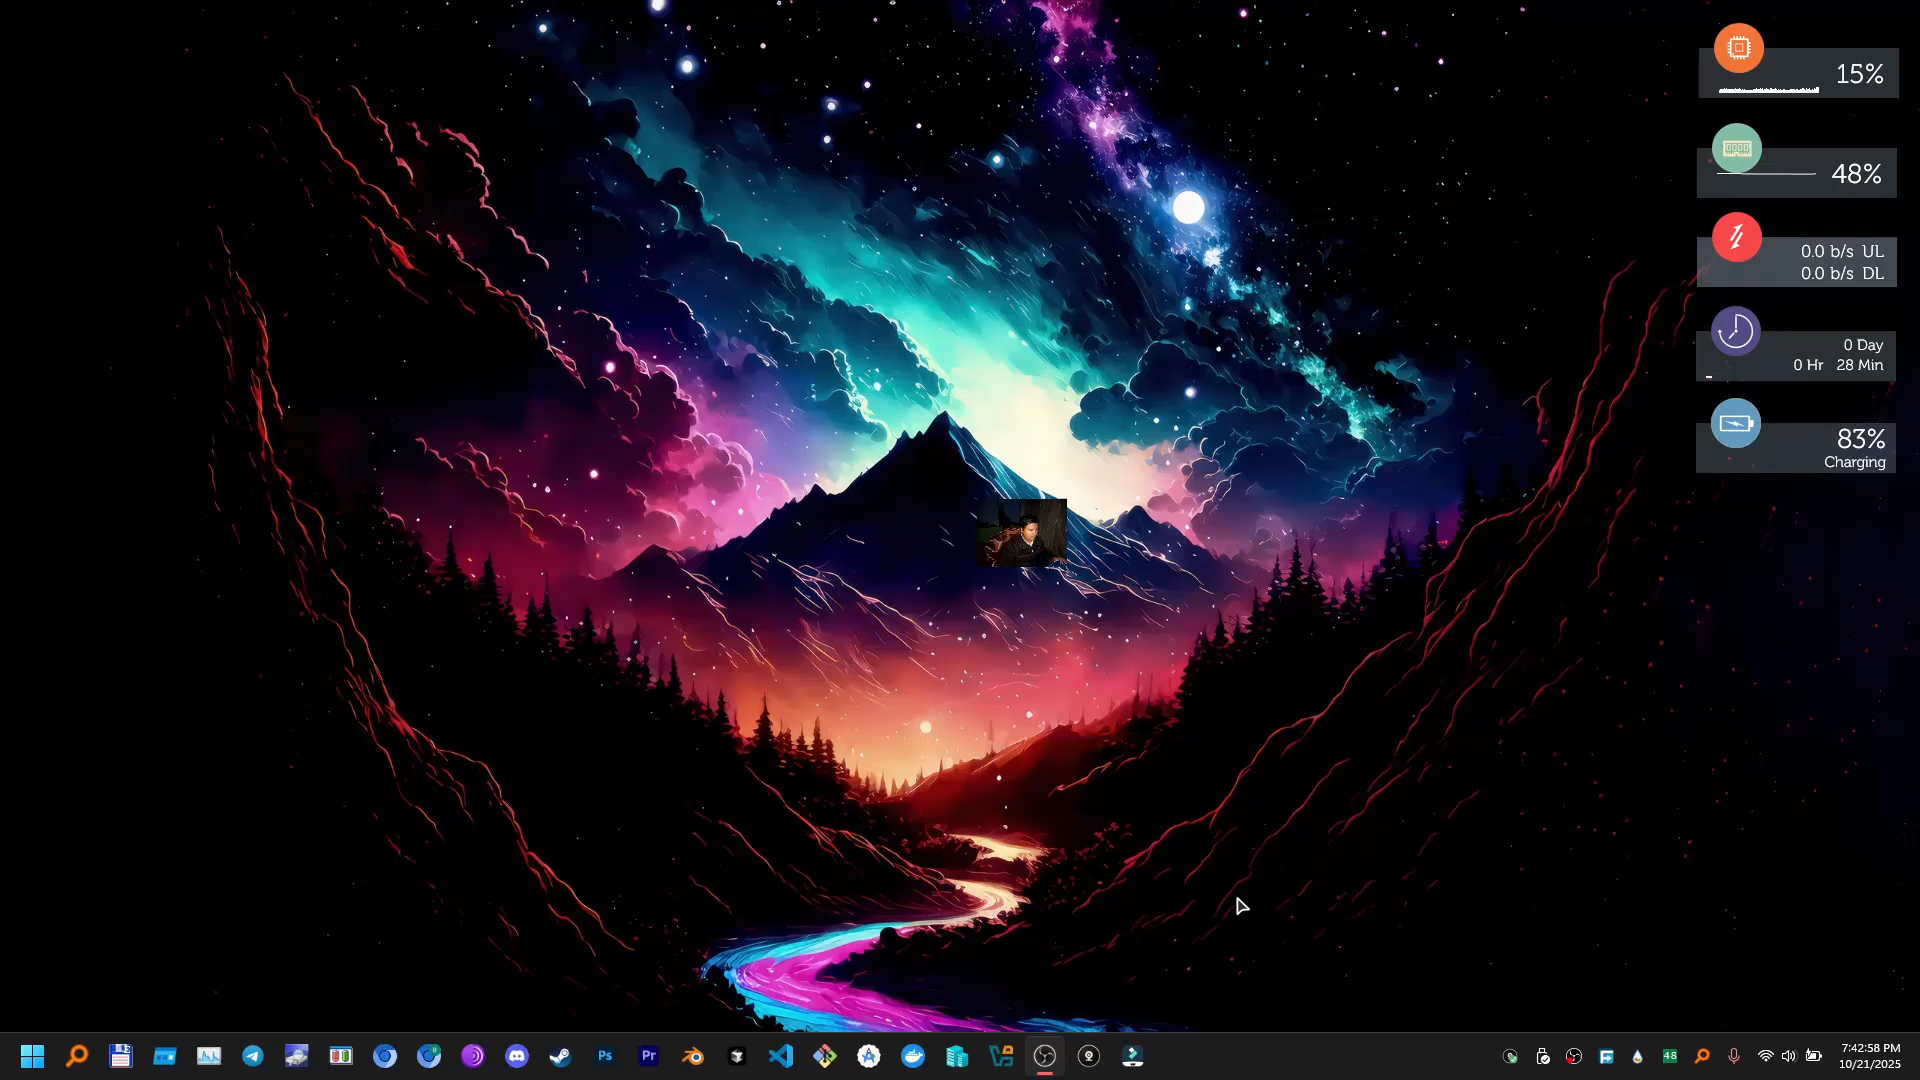 15%
48%
0.0 b/s UL
0.0 b/s DL
0 Day
0 Hr 28 Min
83%
Charging
Ps
Pr
48
7:42:58 PM
10/21/2025